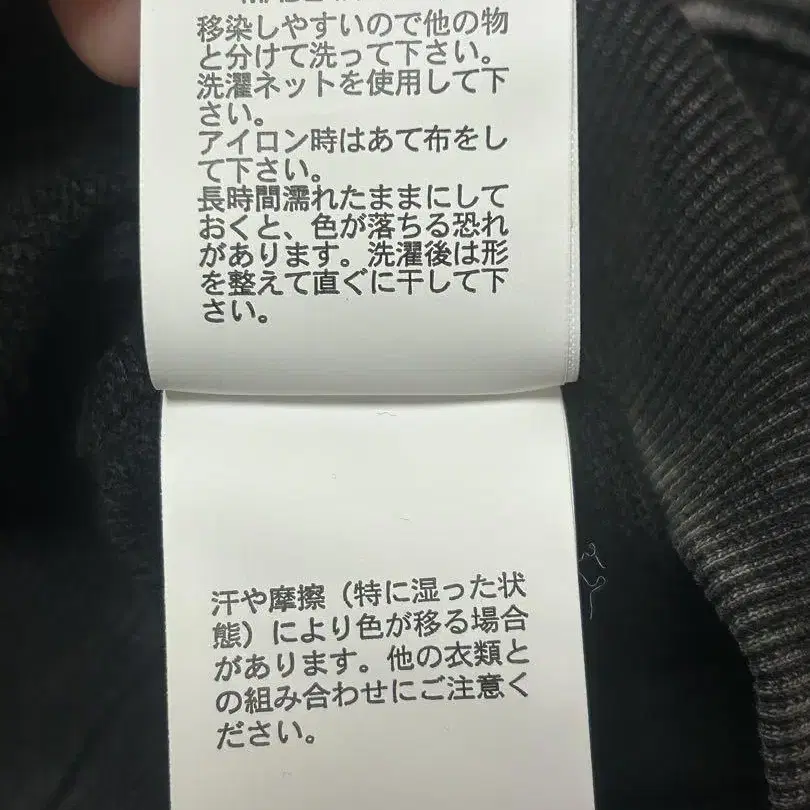 移染しやすいので他の物
と分けて洗って下さい。
洗濯ネットを使用して下
さい。
アイロン時はあて布をし
て下さい。
長時間濡れたままにして
おくと、色が落ちる恐れ
があります。洗濯後は形
を整えて直ぐに干して下
さい。
汗や摩擦（特に湿った状
態）により色が移る場合
があります。他の衣類と
の組み合わせにご注意く
ださい。